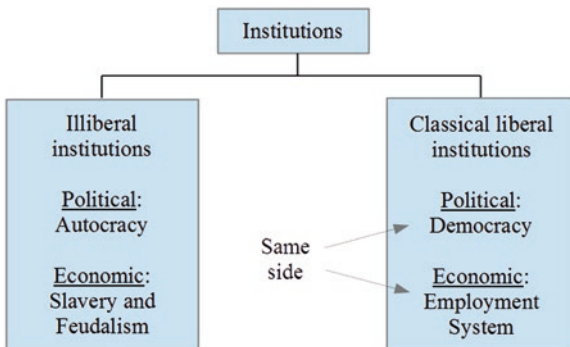 Institutions
Illiberal
institutions
Political:
Autocracy
Economic:
Slavery and
Feudalism
Same
side
Classical liberal
institutions
Political:
Democracy
Economic:
Employment
System